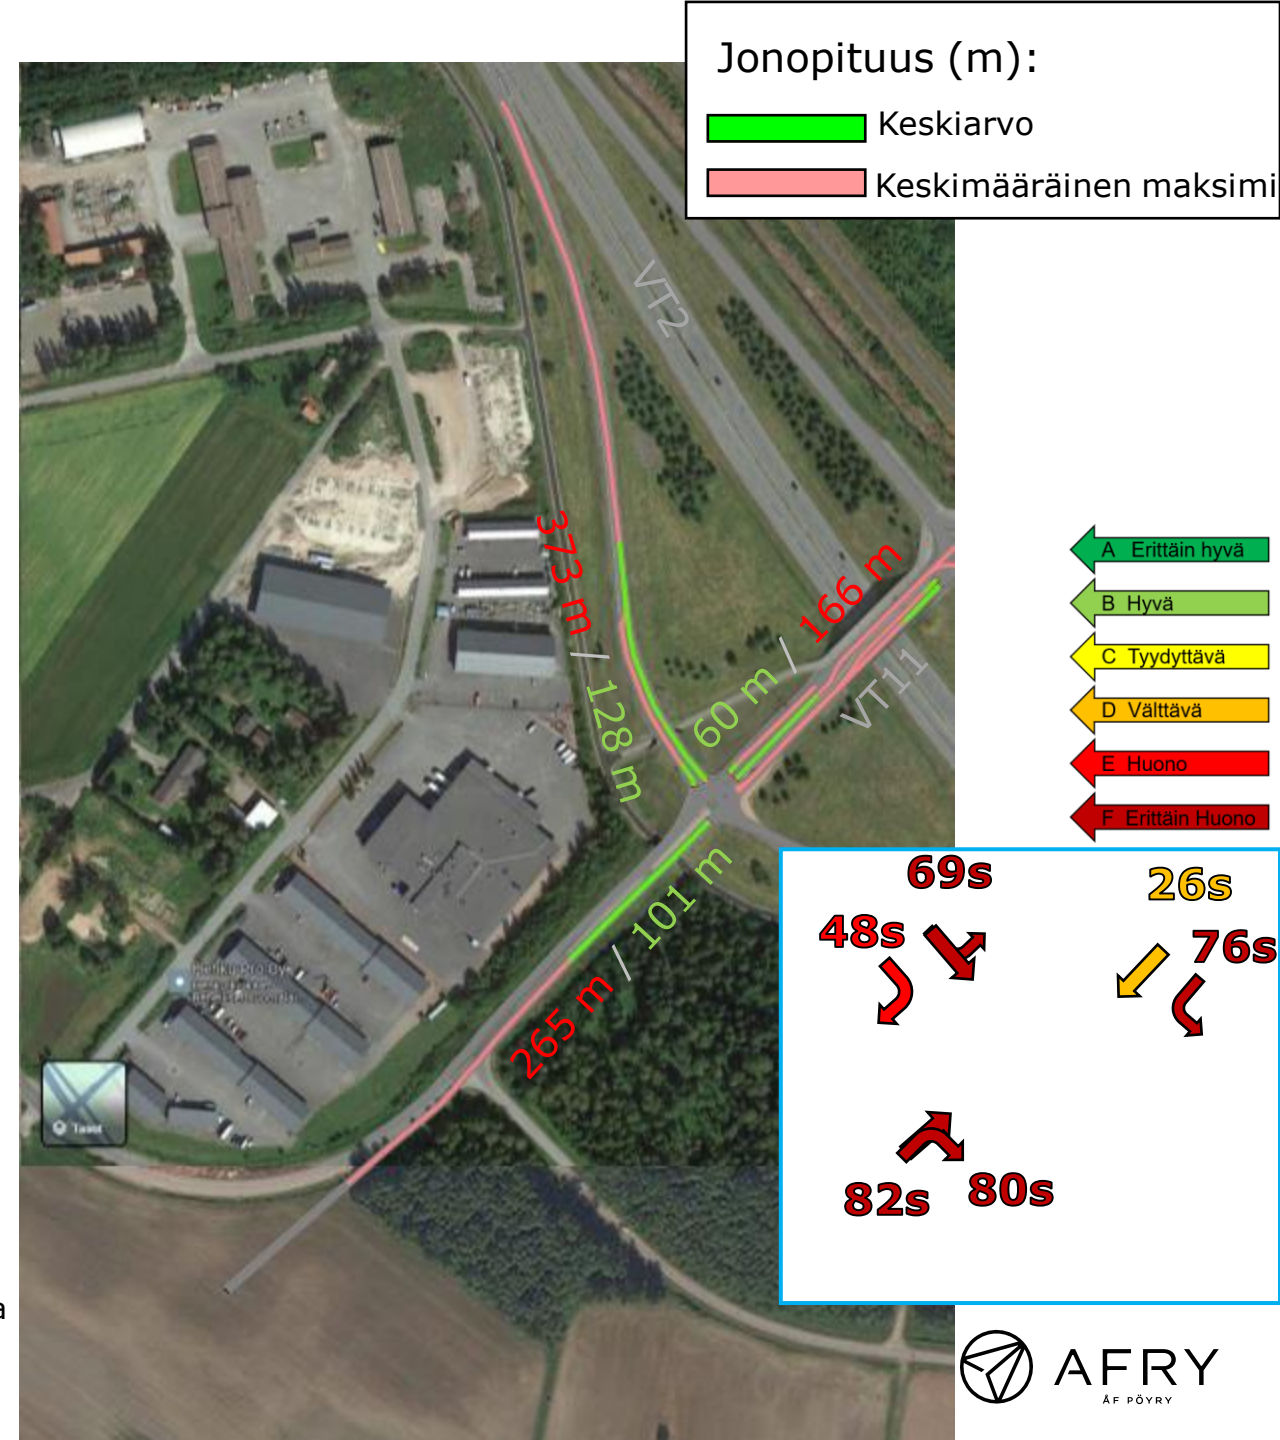 Jonopituus (m):
Keskiarvo
Keskimääräinen maksimi
VT2
373 m / 128 m
60 m / 166 m
VT11
265 m / 101 m
A Erittäin hyvä
B Hyvä
C Tyydyttävä
D Välttävä
E Huono
F Erittäin Huono
69s
26s
48s
76s
82s
80s
Tasot
a
AFRY
ÅF PÖYRY